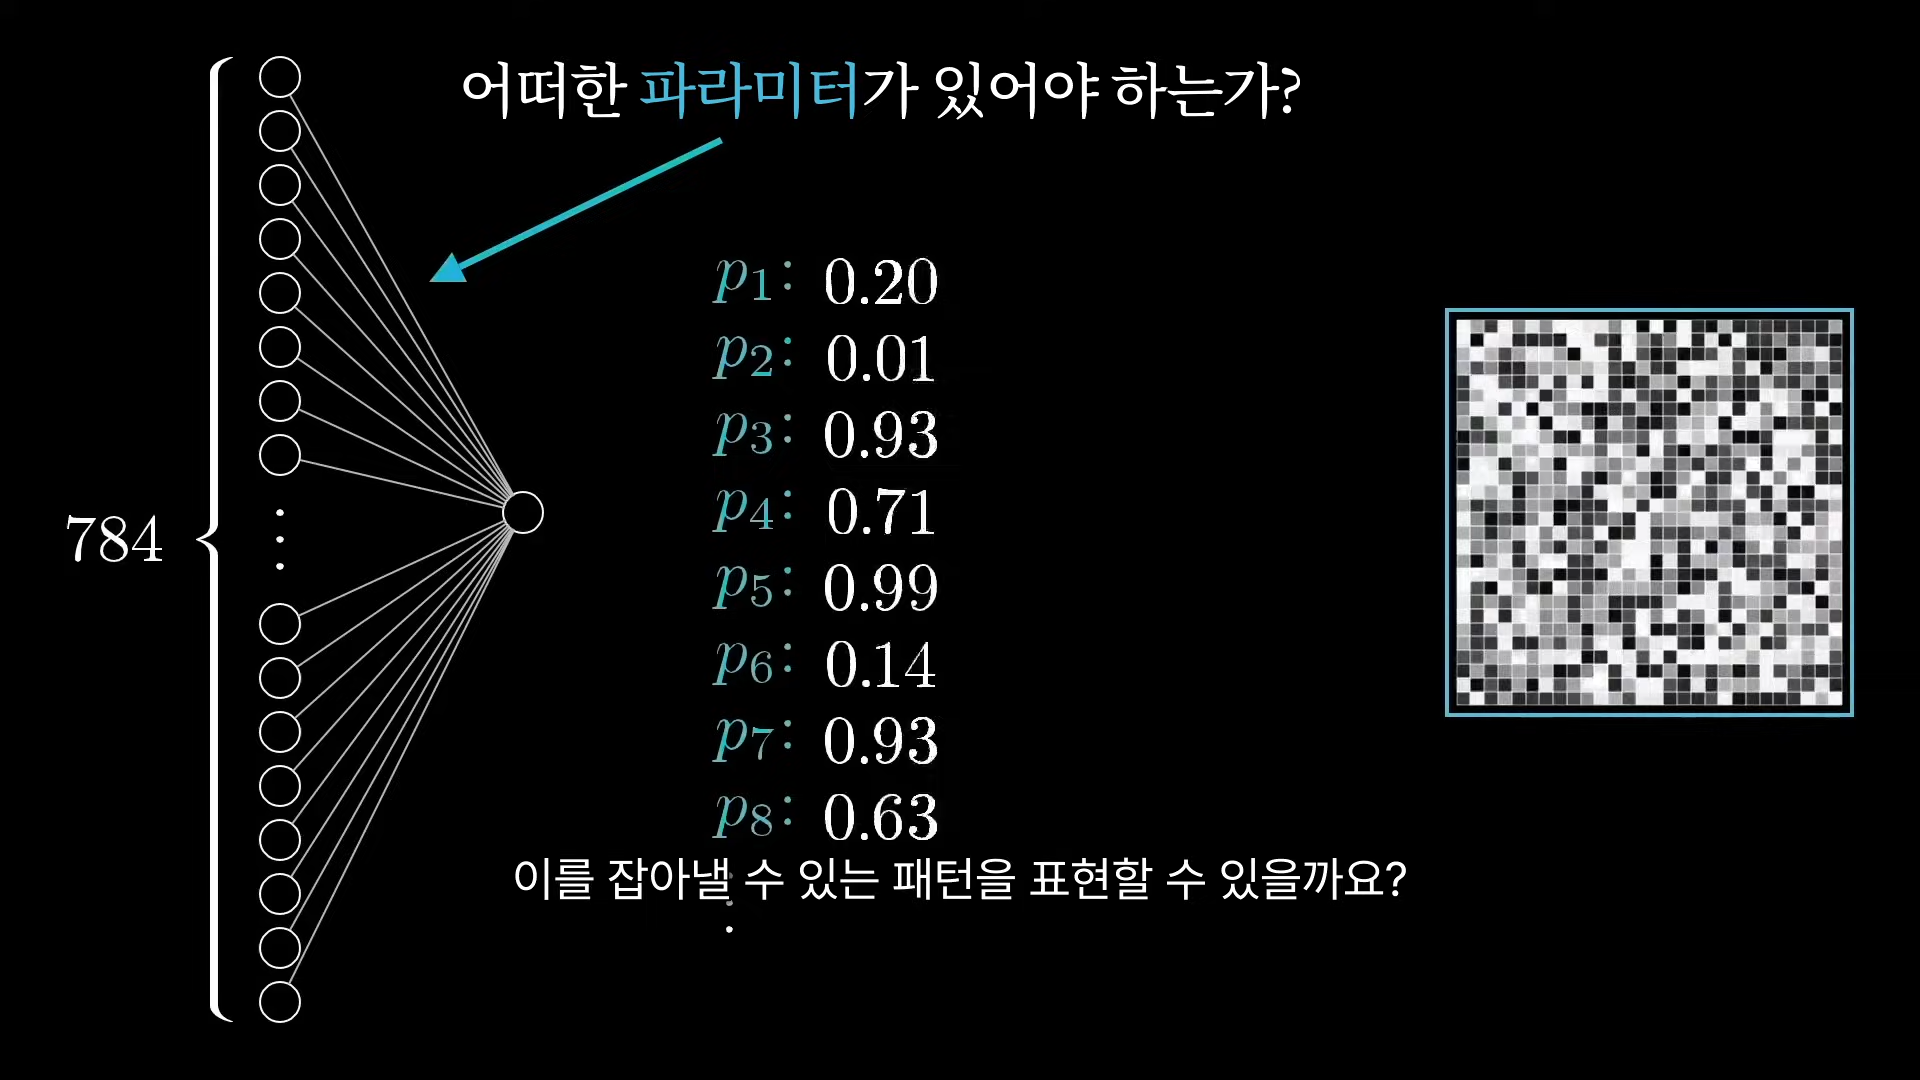 어떠한 파라미터가 있어야 하는가?
784
p1: 0.20
p2: 0.01
p3: 0.93
p4: 0.71
p5: 0.99
p6: 0.14
p7: 0.93
p8: 0.63
이를 잡아낼 수 있는 패턴을 표현할 수 있을까요?